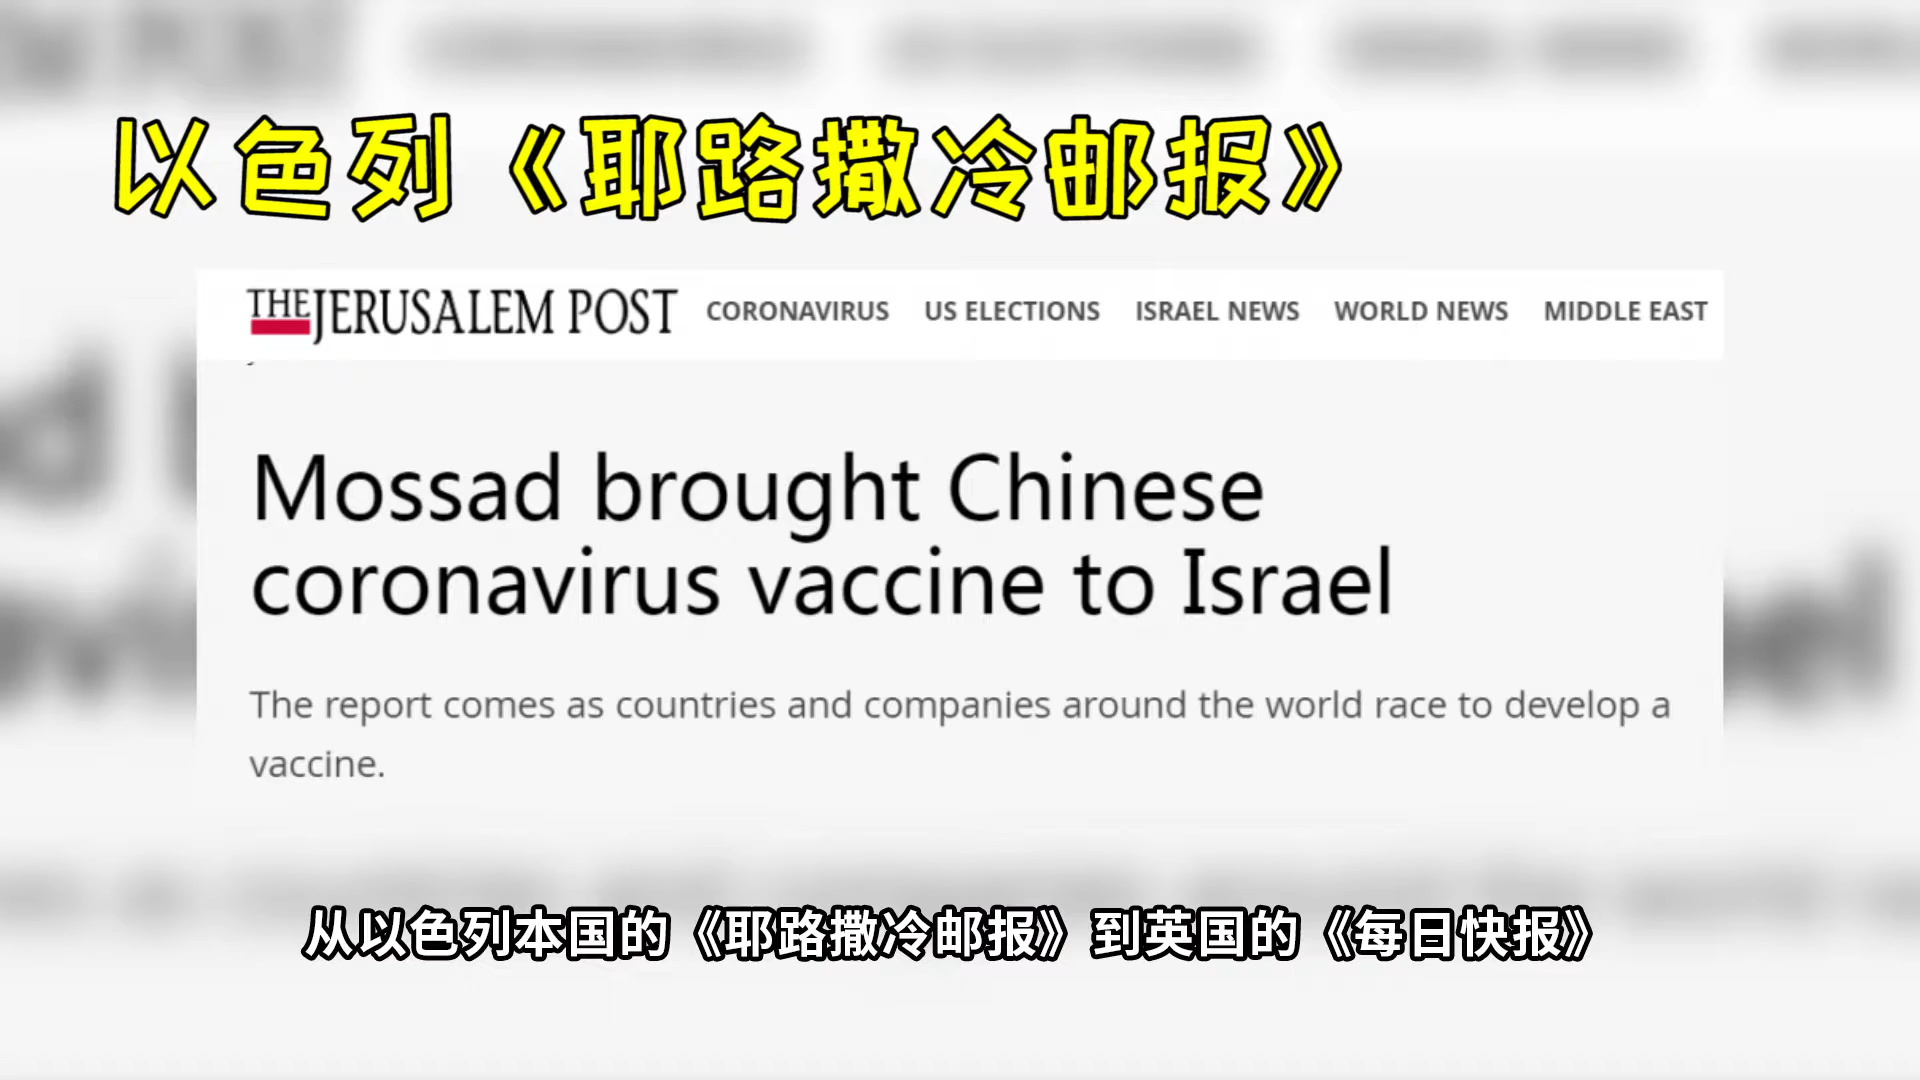 以色列《耶路撒冷邮报》
THE JERUSALEM POST CORONAVIRUS US ELECTIONS ISRAEL NEWS WORLD NEWS MIDDLE EAST
Mossad brought Chinese
coronavirus vaccine to Israel
The report comes as countries and companies around the world race to develop a
vaccine.
从以色列本国的《耶路撒冷邮报》到英国的《每日快报》